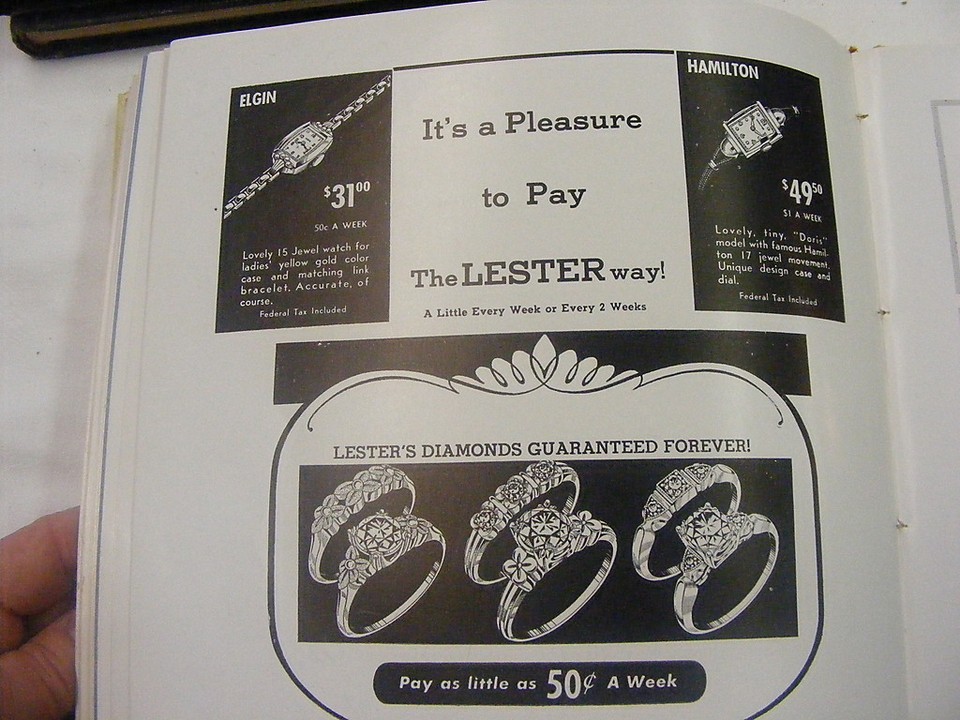 ELGIN
$31 00
50c A WEEK
Lovely 15 Jewel watch for
ladies' yellow gold color
case and matching link
bracelet. Accurate, of
course.
Federal Tax Included
It's a Pleasure
to Pay
The LESTER way!
A Little Every Week or Every 2 Weeks
HAMILTON
$49 50
$1 A WEEK
Lovely, tiny, "Doris"
model with famous Hamil-
ton 17 jewel movement.
Unique design case and
dial.
Federal Tax Included
LESTER'S DIAMONDS GUARANTEED FOREVER!
Pay as little as 50¢ A Week